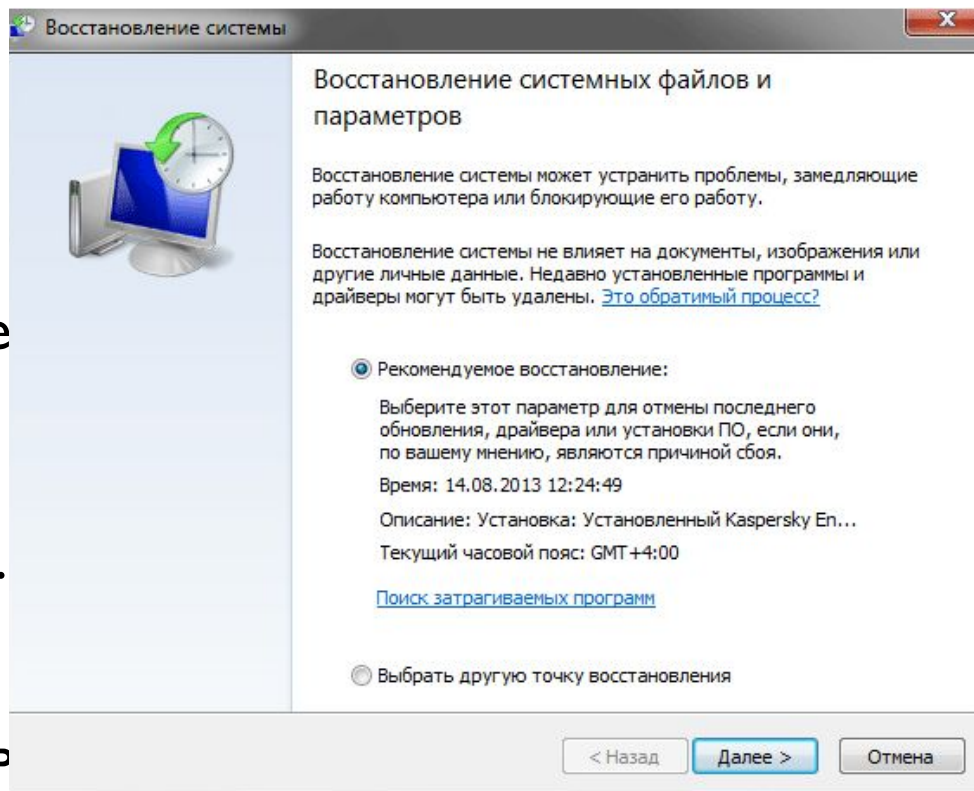 Восстановление системы
Восстановление системных файлов и
параметров
Восстановление системы может устранить проблемы, замедляющие
работу компьютера или блокирующие его работу.
Восстановление системы не влияет на документы, изображения или
другие личные данные. Недавно установленные программы и
драйверы могут быть удалены. Это обратимый процесс?
е
Рекомендуемое восстановление:
Выберите этот параметр для отмены последнего
обновления, драйвера или установки ПО, если они,
по вашему мнению, являются причиной сбоя.
Время: 14.08.2013 12:24:49
Описание: Установка: Установленный Kaspersky En...
Текущий часовой пояс: GMT+4:00
.
Поиск затрагиваемых программ
Выбрать другую точку восстановления
< Назад Далее > Отмена